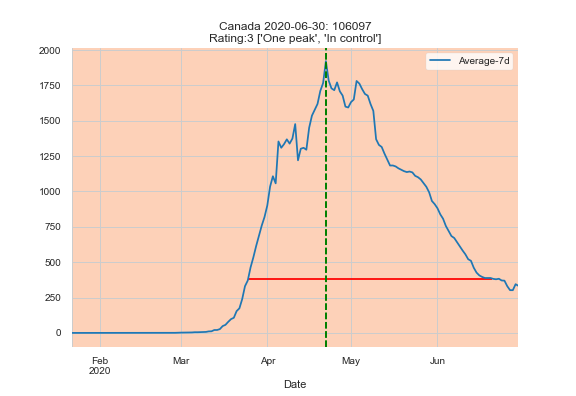 Canada 2020-06-30: 106097
Rating:3 ['One peak', 'In control']
Average-7d
2000
1750
1500
1250
1000
750
500
250
0
Feb
2020
Mar
Apr
May
Jun
Date